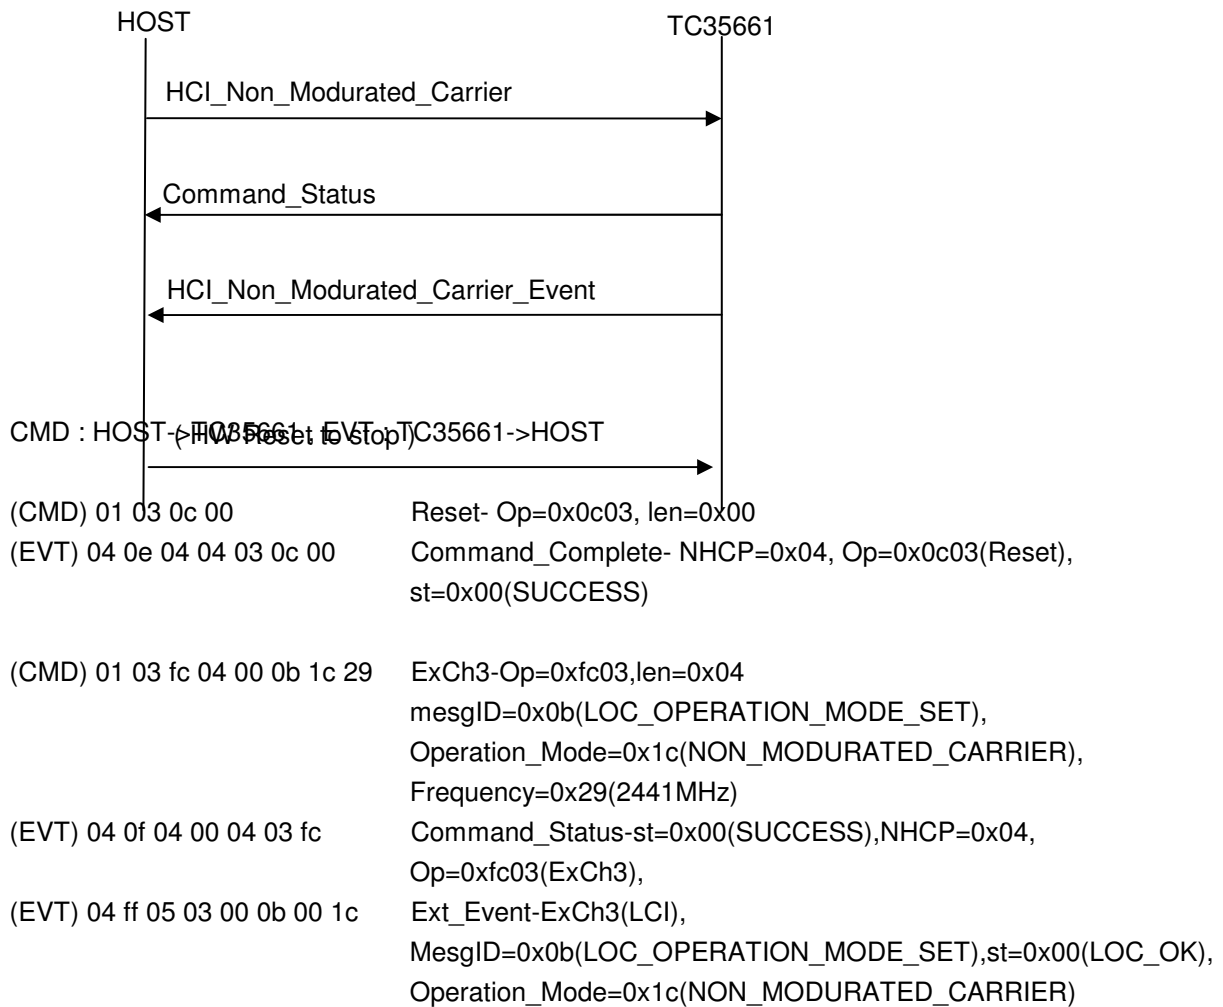 HOST
TC35661
HCI_Non_Modurated_Carrier
Command_Status
HCI_Non_Modurated_Carrier_Event
CMD : HOST->TC35661, EVT : TC35661->HOST
( HW Reset to stop )
(CMD) 01 03 0c 00 Reset- Op=0x0c03, len=0x00
(EVT) 04 0e 04 04 03 0c 00 Command_Complete- NHCP=0x04, Op=0x0c03(Reset),
st=0x00(SUCCESS)
(CMD) 01 03 fc 04 00 0b 1c 29 ExCh3-Op=0xfc03,len=0x04
mesgID=0x0b(LOC_OPERATION_MODE_SET),
Operation_Mode=0x1c(NON_MODURATED_CARRIER),
Frequency=0x29(2441MHz)
(EVT) 04 0f 04 00 04 03 fc Command_Status-st=0x00(SUCCESS),NHCP=0x04,
Op=0xfc03(ExCh3),
(EVT) 04 ff 05 03 00 0b 00 1c Ext_Event-ExCh3(LCI),
MesgID=0x0b(LOC_OPERATION_MODE_SET),st=0x00(LOC_OK),
Operation_Mode=0x1c(NON_MODURATED_CARRIER)